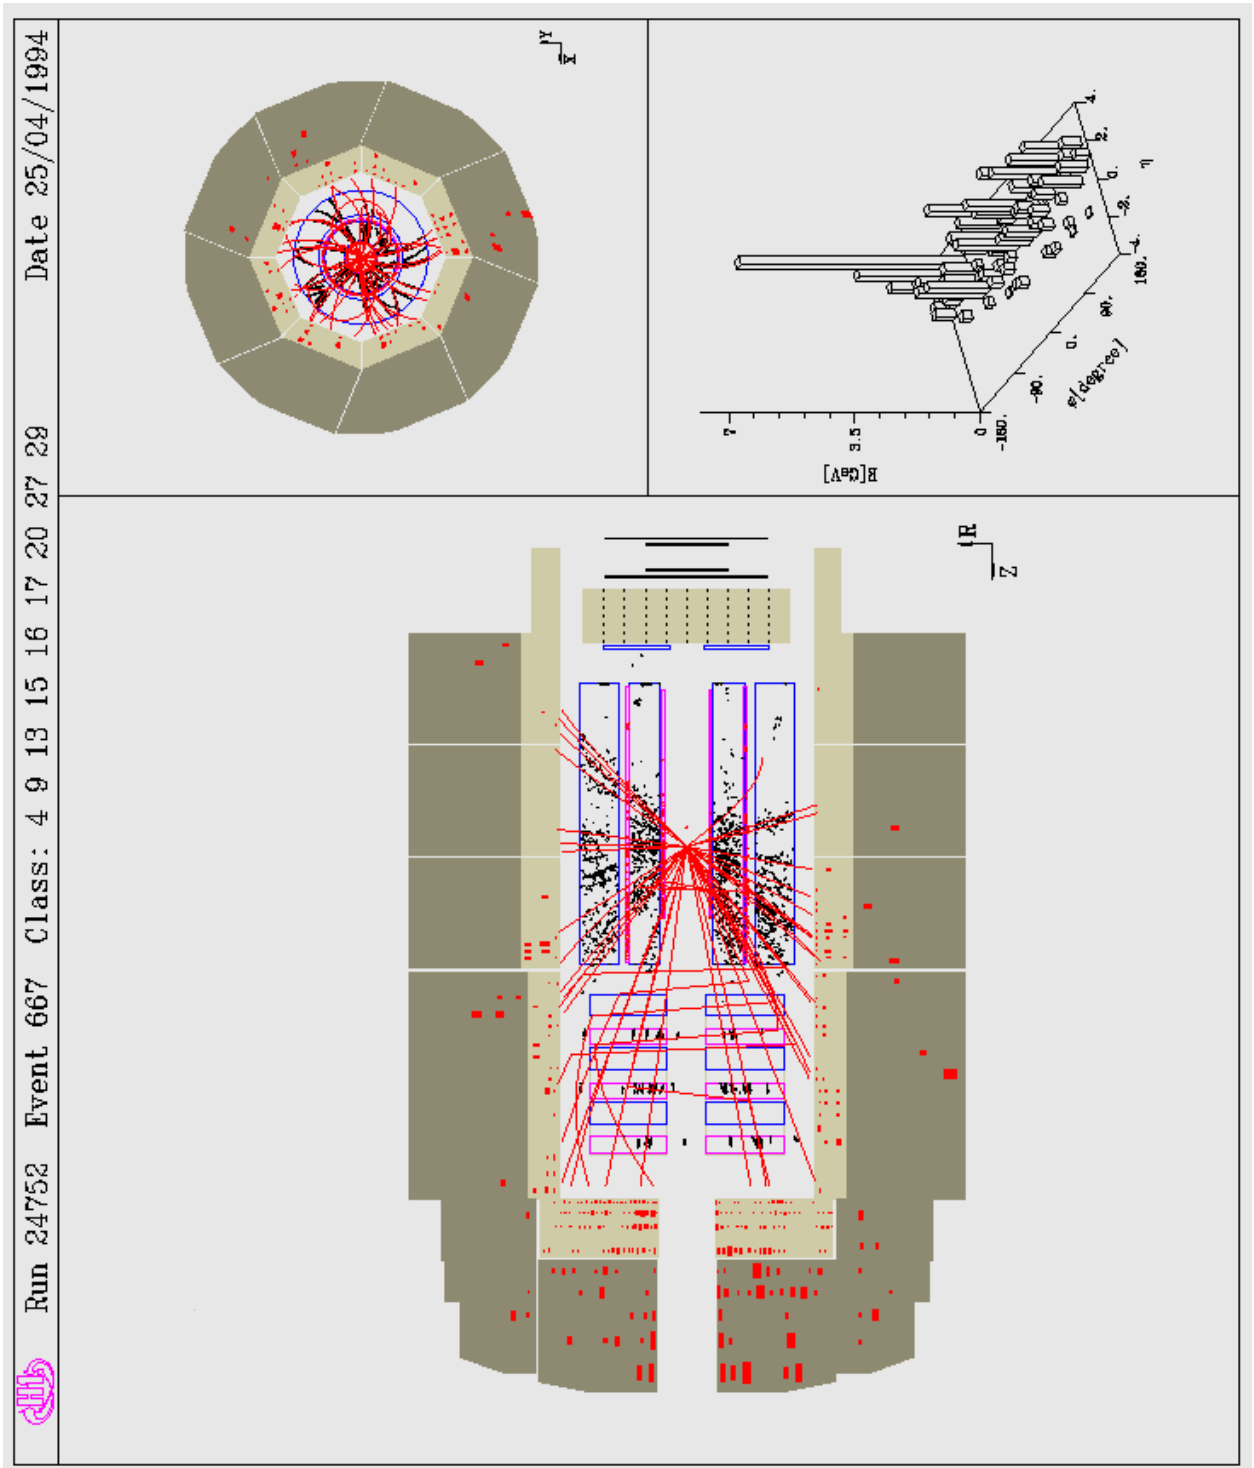 H1 Run 24752 Event 667 Class: 4 9 13 15 16 17 20 27 29 Date 25/04/1994
Y
X
E[GeV]
7
3.5
0
-180.
-90.
0.
90.
180.
φ[degree]
-4.
-2.
0.
2.
4.
η
R
Z